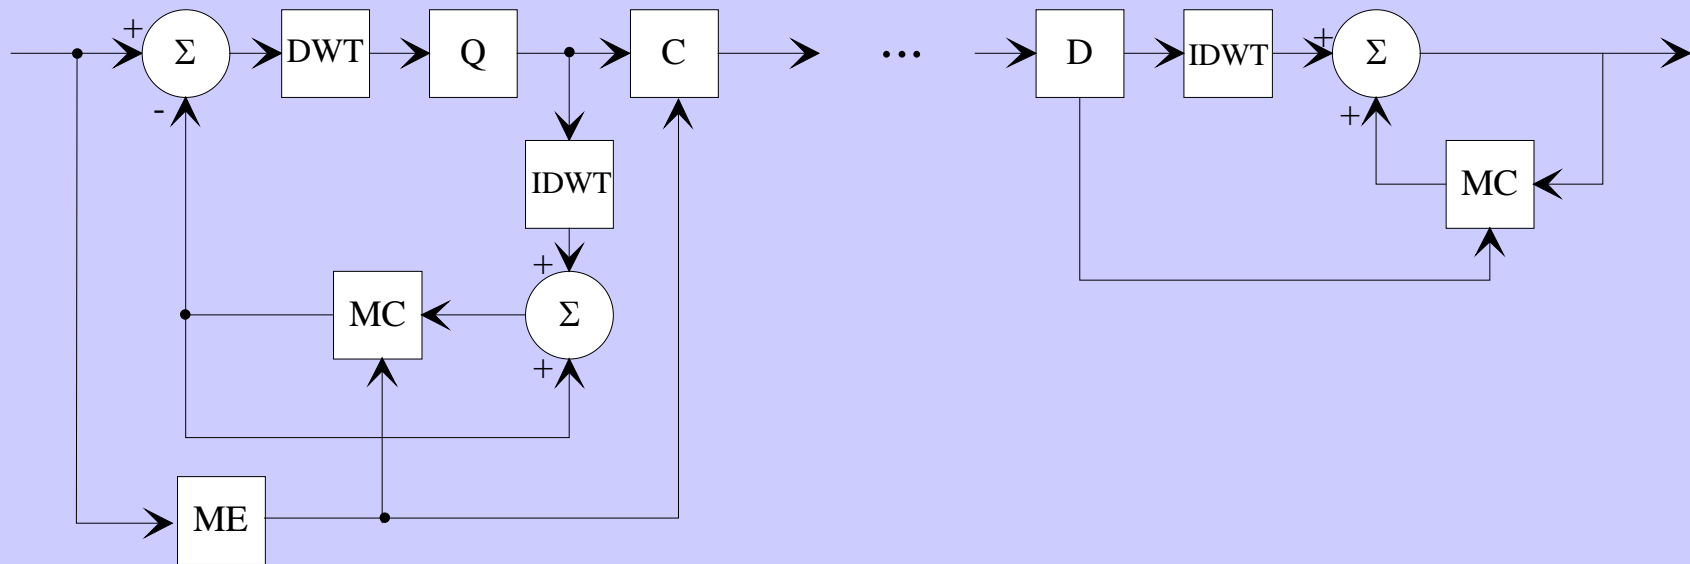 + Σ DWT Q C ... D IDWT + Σ
-
+
IDWT
MC
+
MC Σ
+
ME